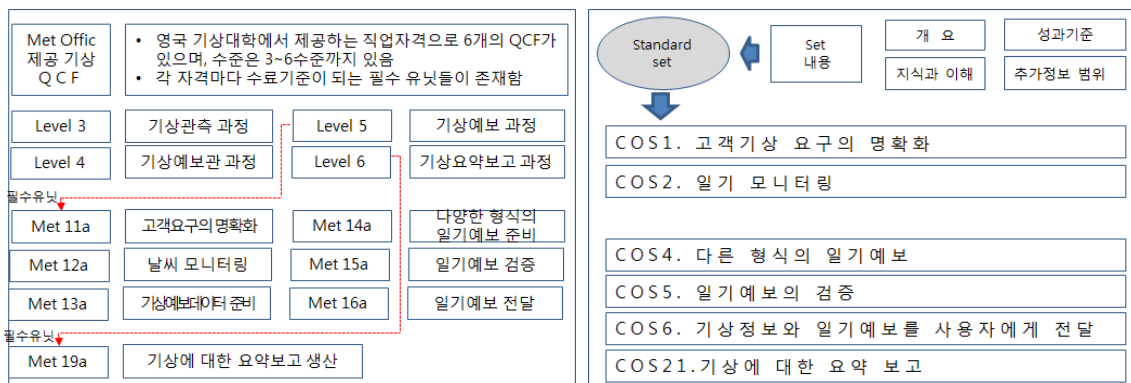 Met Offic
제공 기상
Q C F
• 영국 기상대학에서 제공하는 직업자격으로 6개의 QCF가
있으며, 수준은 3~6수준까지 있음
• 각 자격마다 수료기준이 되는 필수 유닛들이 존재함
Level 3
기상관측 과정
Level 5
기상예보 과정
Level 4
기상예보관 과정
Level 6
기상요약보고 과정
필수유닛
Met 11a
고객요구의 명확화
Met 14a
다양한 형식의
일기예보 준비
Met 12a
날씨 모니터링
Met 15a
일기예보 검증
Met 13a
기상예보데이터 준비
Met 16a
일기예보 전달
필수유닛
Met 19a
기상에 대한 요약보고 생산
Standard
set
Set
내용
개 요
성과기준
지식과 이해
추가정보 범위
COS1. 고객기상 요구의 명확화
COS2. 일기 모니터링
COS4. 다른 형식의 일기예보
COS5. 일기예보의 검증
COS6. 기상정보와 일기예보를 사용자에게 전달
COS21.기상에 대한 요약 보고